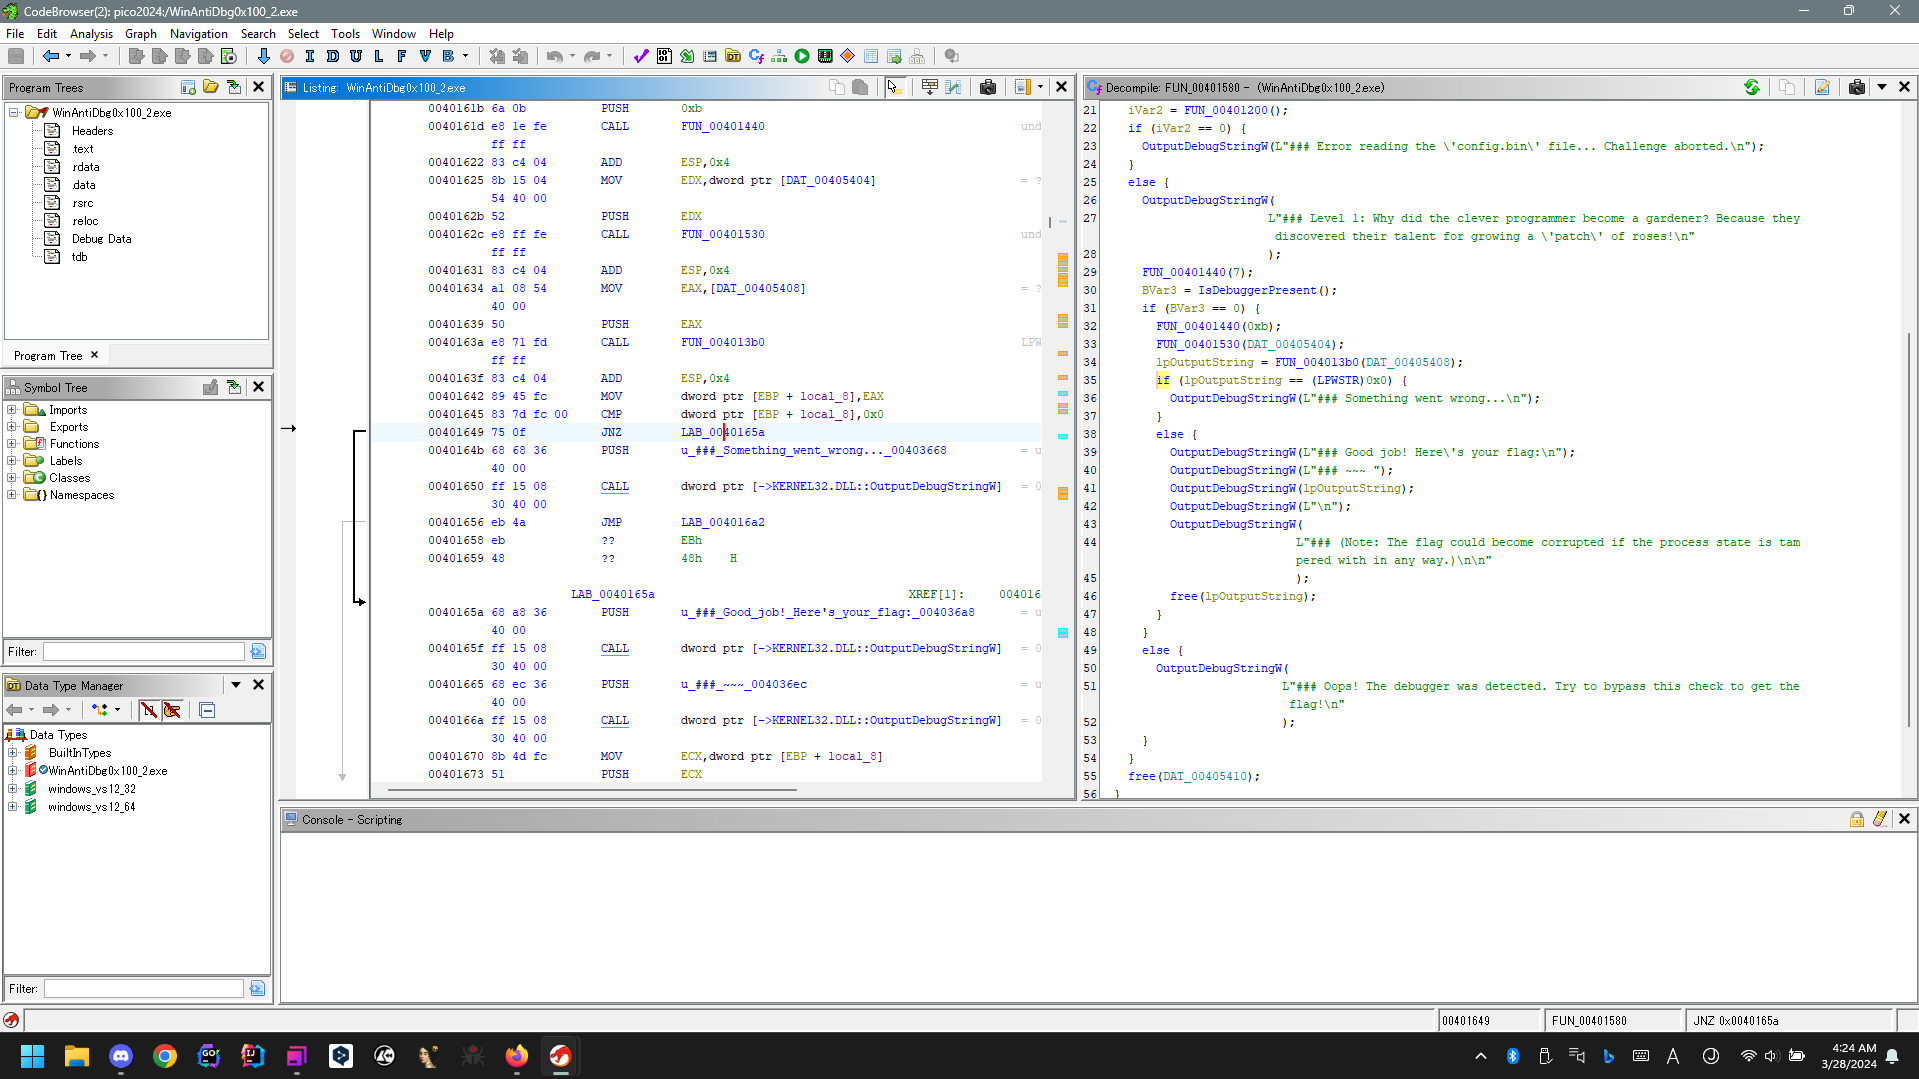 CodeBrowser(2): pico2024:/WinAntiDbg0x100_2.exe
File Edit Analysis Graph Navigation Search Select Tools Window Help
I D U L F V B
Program Trees
WinAntiDbg0x100_2.exe
Headers
.text
.rdata
.data
.rsrc
.reloc
Debug Data
tdb
Program Tree
Symbol Tree
Imports
Exports
Functions
Labels
Classes
Namespaces
Filter:
Data Type Manager
Data Types
BuiltInTypes
WinAntiDbg0x100_2.exe
windows_vs12_32
windows_vs12_64
Filter:
Listing: WinAntiDbg0x100_2.exe
0040161b 6a 0b PUSH 0xb
0040161d e8 1e fe CALL FUN_00401440 und
ff ff
00401622 83 c4 04 ADD ESP,0x4
00401625 8b 15 04 MOV EDX,dword ptr [DAT_00405404] = ?
54 40 00
0040162b 52 PUSH EDX
0040162c e8 ff fe CALL FUN_00401530 und
ff ff
00401631 83 c4 04 ADD ESP,0x4
00401634 a1 08 54 MOV EAX,[DAT_00405408] = ?
40 00
00401639 50 PUSH EAX
0040163a e8 71 fd CALL FUN_004013b0 LPW
ff ff
0040163f 83 c4 04 ADD ESP,0x4
00401642 89 45 fc MOV dword ptr [EBP + local_8],EAX
00401645 83 7d fc 00 CMP dword ptr [EBP + local_8],0x0
00401649 75 0f JNZ LAB_0040165a
0040164b 68 68 36 PUSH u_###_Something_went_wrong..._00403668 = u
40 00
00401650 ff 15 08 CALL dword ptr [->KERNEL32.DLL::OutputDebugStringW] = 0
30 40 00
00401656 eb 4a JMP LAB_004016a2
00401658 eb ?? EBh
00401659 48 ?? 48h H
LAB_0040165a XREF[1]: 004016
0040165a 68 a8 36 PUSH u_###_Good_job!_Here's_your_flag:_004036a8 = u
40 00
0040165f ff 15 08 CALL dword ptr [->KERNEL32.DLL::OutputDebugStringW] = 0
30 40 00
00401665 68 ec 36 PUSH u_###_~~~_004036ec = u
40 00
0040166a ff 15 08 CALL dword ptr [->KERNEL32.DLL::OutputDebugStringW] = 0
30 40 00
00401670 8b 4d fc MOV ECX,dword ptr [EBP + local_8]
00401673 51 PUSH ECX
Decompile: FUN_00401580 - (WinAntiDbg0x100_2.exe)
21 iVar2 = FUN_00401200();
22 if (iVar2 == 0) {
23 OutputDebugStringW(L"### Error reading the \'config.bin\' file... Challenge aborted.\n");
24 }
25 else {
26 OutputDebugStringW(
27 L"### Level 1: Why did the clever programmer become a gardener? Because they
discovered their talent for growing a \'patch\' of roses!\n"
28 );
29 FUN_00401440(7);
30 BVar3 = IsDebuggerPresent();
31 if (BVar3 == 0) {
32 FUN_00401440(0xb);
33 FUN_00401530(DAT_00405404);
34 lpOutputString = FUN_004013b0(DAT_00405408);
35 if (lpOutputString == (LPWSTR)0x0) {
36 OutputDebugStringW(L"### Something went wrong...\n");
37 }
38 else {
39 OutputDebugStringW(L"### Good job! Here\'s your flag:\n");
40 OutputDebugStringW(L"### ~~~ ");
41 OutputDebugStringW(lpOutputString);
42 OutputDebugStringW(L"\n");
43 OutputDebugStringW(
44 L"### (Note: The flag could become corrupted if the process state is tam
pered with in any way.)\n\n"
45 );
46 free(lpOutputString);
47 }
48 }
49 else {
50 OutputDebugStringW(
51 L"### Oops! The debugger was detected. Try to bypass this check to get the
flag!\n"
52 );
53 }
54 }
55 free(DAT_00405410);
56 }
Console - Scripting
00401649 FUN_00401580 JNZ 0x0040165a
4:24 AM
3/28/2024